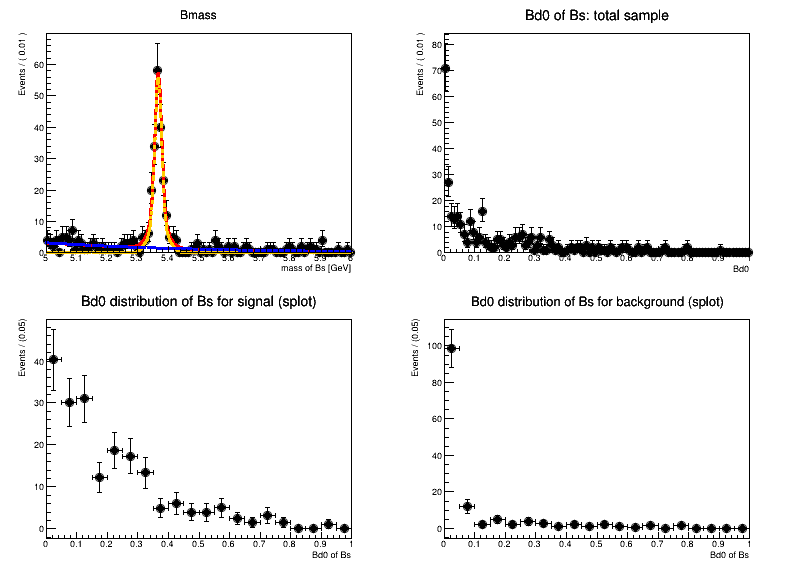 Bmass
Events / ( 0.01 )
60
50
40
30
20
10
0
5 5.1 5.2 5.3 5.4 5.5 5.6 5.7 5.8 5.9 6
mass of Bs [GeV]
Bd0 of Bs: total sample
Events / ( 0.01 )
80
70
60
50
40
30
20
10
0
0 0.1 0.2 0.3 0.4 0.5 0.6 0.7 0.8 0.9 1
Bd0
Bd0 distribution of Bs for signal (splot)
Events / (0.05)
40
30
20
10
0
0 0.1 0.2 0.3 0.4 0.5 0.6 0.7 0.8 0.9 1
Bd0 of Bs
Bd0 distribution of Bs for background (splot)
Events / (0.05)
100
80
60
40
20
0
0 0.1 0.2 0.3 0.4 0.5 0.6 0.7 0.8 0.9 1
Bd0 of Bs